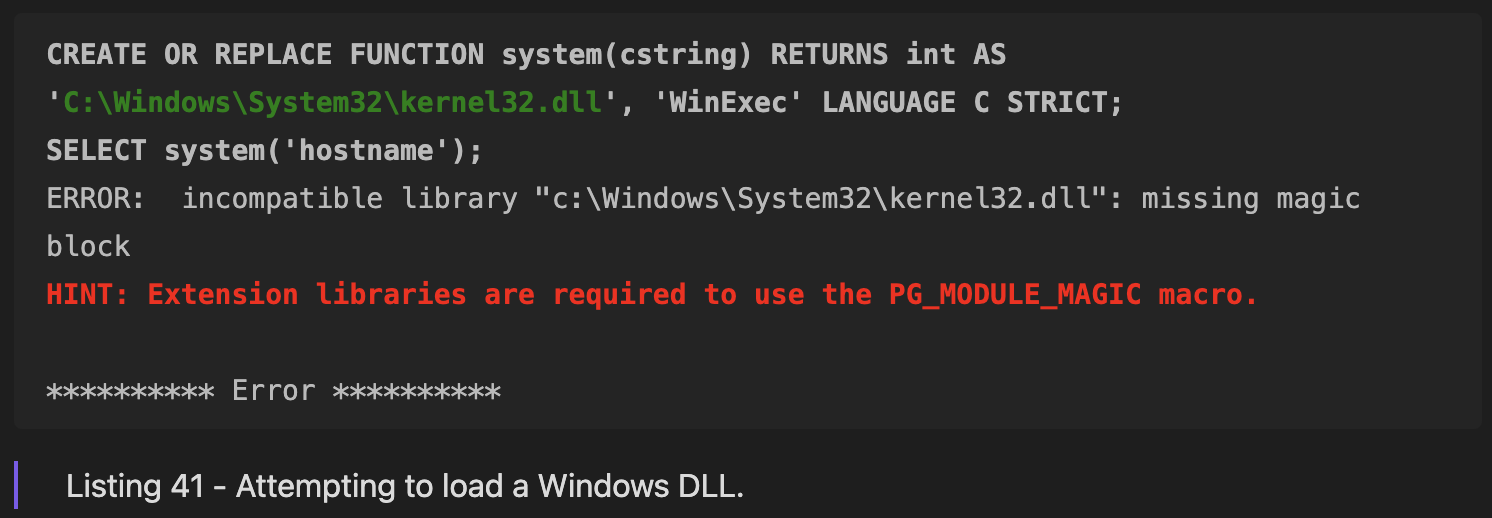 CREATE OR REPLACE FUNCTION system(cstring) RETURNS int AS
'C:\Windows\System32\kernel32.dll', 'WinExec' LANGUAGE C STRICT;
SELECT system('hostname');
ERROR:  incompatible library "c:\Windows\System32\kernel32.dll": missing magic
block
HINT: Extension libraries are required to use the PG_MODULE_MAGIC macro.
********** Error **********
Listing 41 - Attempting to load a Windows DLL.